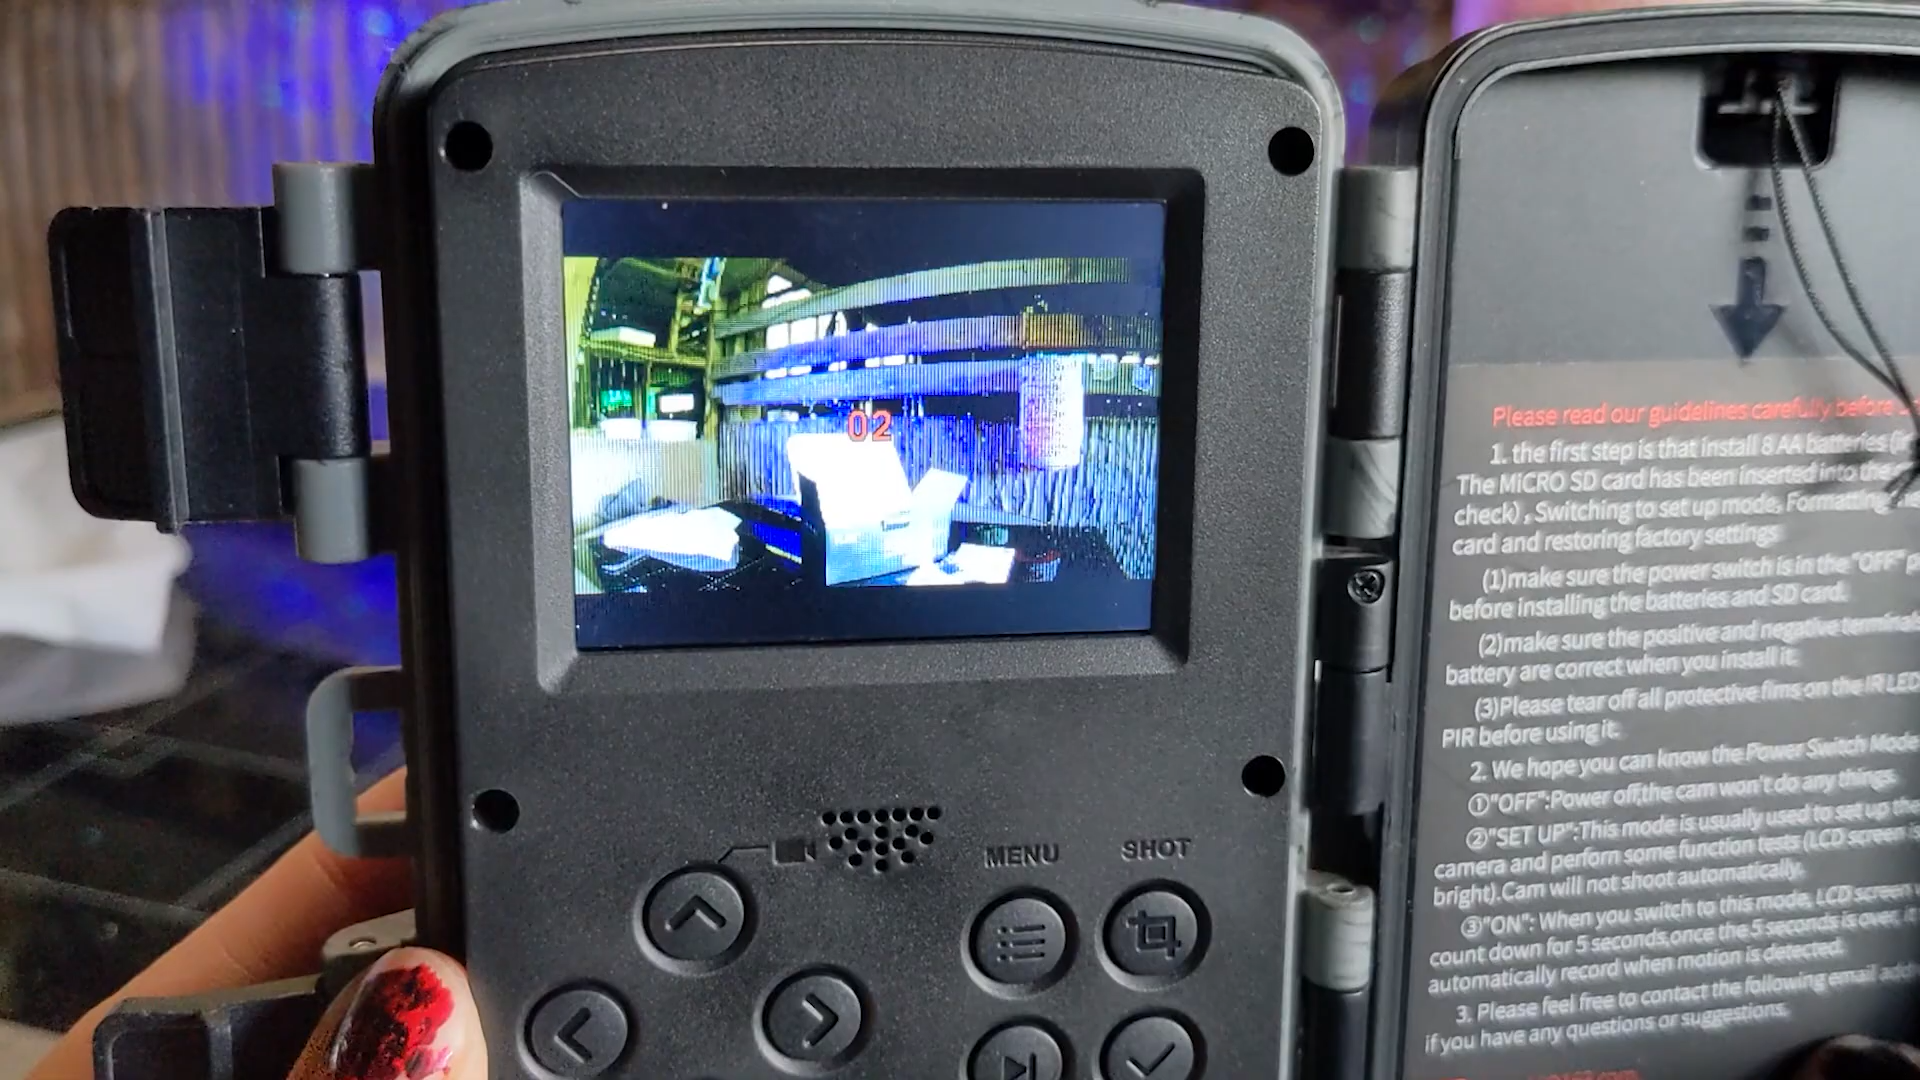 02
MENU
SHOT
Please read our guidelines carefully before
1. the first step is that install 8 AA batteries
The MiCRO SD card has been inserted into the
check) , Switching to set up mode, Formatting
card and restoring factory settings
(1)make sure the power switch is in the "OFF"
before installing the batteries and SD card.
(2)make sure the positive and negative terminal
battery are correct when you install it.
(3)Please tear off all protective fims on the IR LED
PIR before using it.
2. We hope you can know the Power Switch Mode
①"OFF":Power off,the cam won't do any things.
②"SET UP":This mode is usually used to set up the
camera and perforn some function tests (LCD screen
bright).Cam will not shoot automatically.
③"ON": When you switch to this mode, LCD screen
count down for 5 seconds,once the 5 seconds is over, it
automatically record when motion is detected.
3. Please feel free to contact the following email
if you have any questions or suggestions.